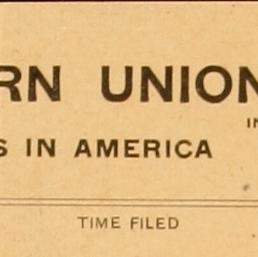 RN UNION
IN
S IN AMERICA
TIME FILED